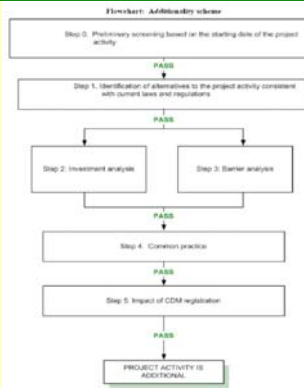 Flowchart: Additionality scheme
Step 0. Preliminary screening based on the starting date of the project
activity
PASS
Step 1. Identification of alternatives to the project activity consistent
with current laws and regulations
PASS
Step 2: Investment analysis
Step 3: Barrier analysis
PASS
Step 4. Common practice
PASS
Step 5. Impact of CDM registration
PASS
PROJECT ACTIVITY IS
ADDITIONAL